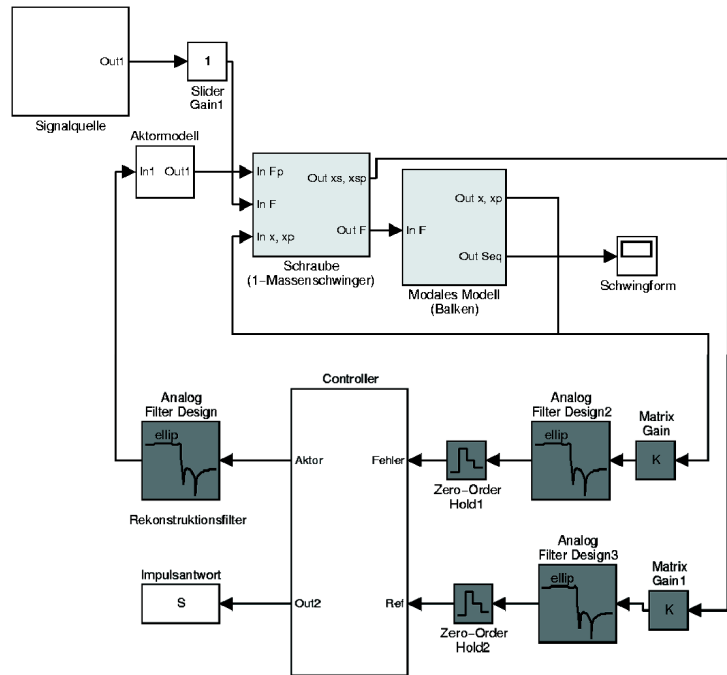 Out1
Signalquelle
1
Slider
Gain1
Aktormodell
In1
Out1
In Fp
In F
In x, xp
Out xs, xsp
Out F
Schraube
(1-Massenschwinger)
In F
Out x, xp
Out Seq
Modales Modell
(Balken)
Schwingform
Controller
Aktor
Fehler
Out2
Ref
Analog
Filter Design
ellip
Rekonstruktionsfilter
Impulsantwort
S
Zero-Order
Hold1
Analog
Filter Design2
ellip
Matrix
Gain
K
Zero-Order
Hold2
Analog
Filter Design3
ellip
Matrix
Gain1
K